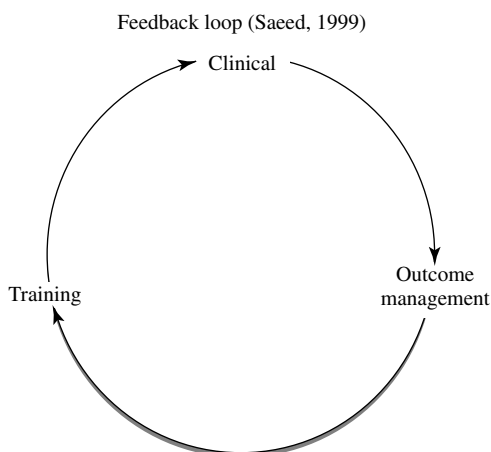 Feedback loop (Saeed, 1999)
Clinical
Outcome
management
Training